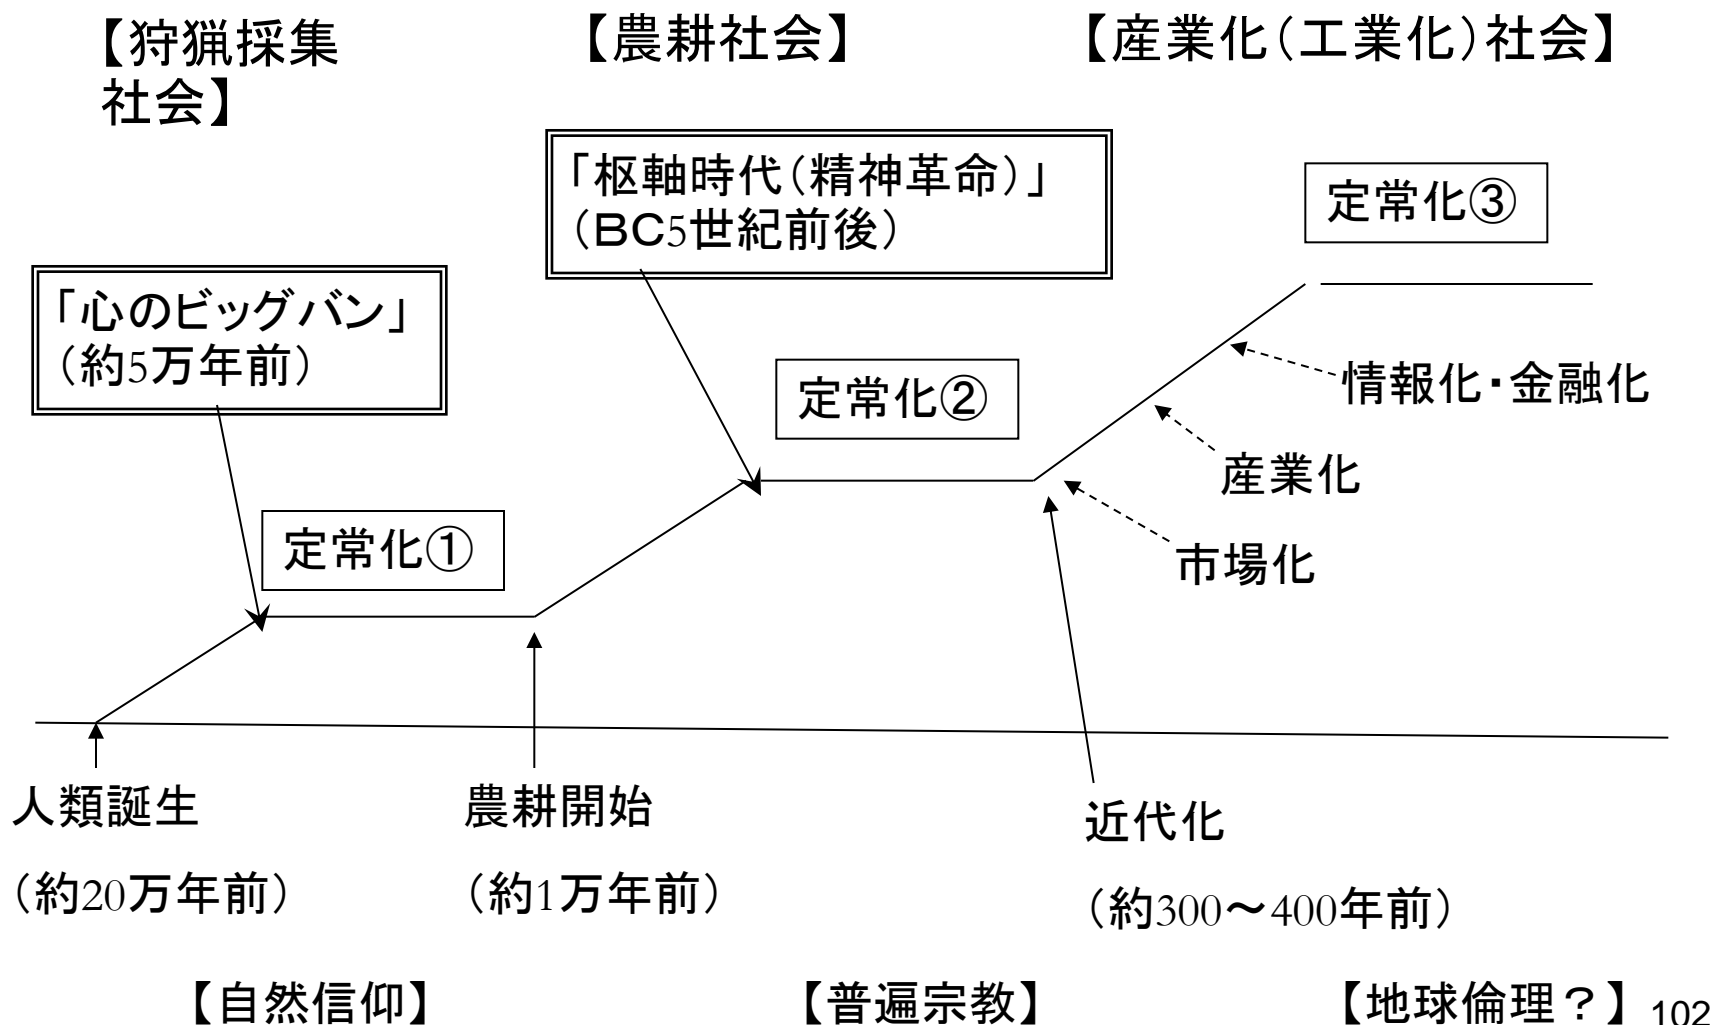 【狩猟採集
社会】
【農耕社会】
【産業化（工業化）社会】
「枢軸時代（精神革命）」
（ＢＣ5世紀前後）
定常化③
「心のビッグバン」
（約5万年前）
定常化②
情報化・金融化
産業化
定常化①
市場化
人類誕生
（約20万年前）
農耕開始
（約1万年前）
近代化
（約300～400年前）
【自然信仰】
【普遍宗教】
【地球倫理？】
102